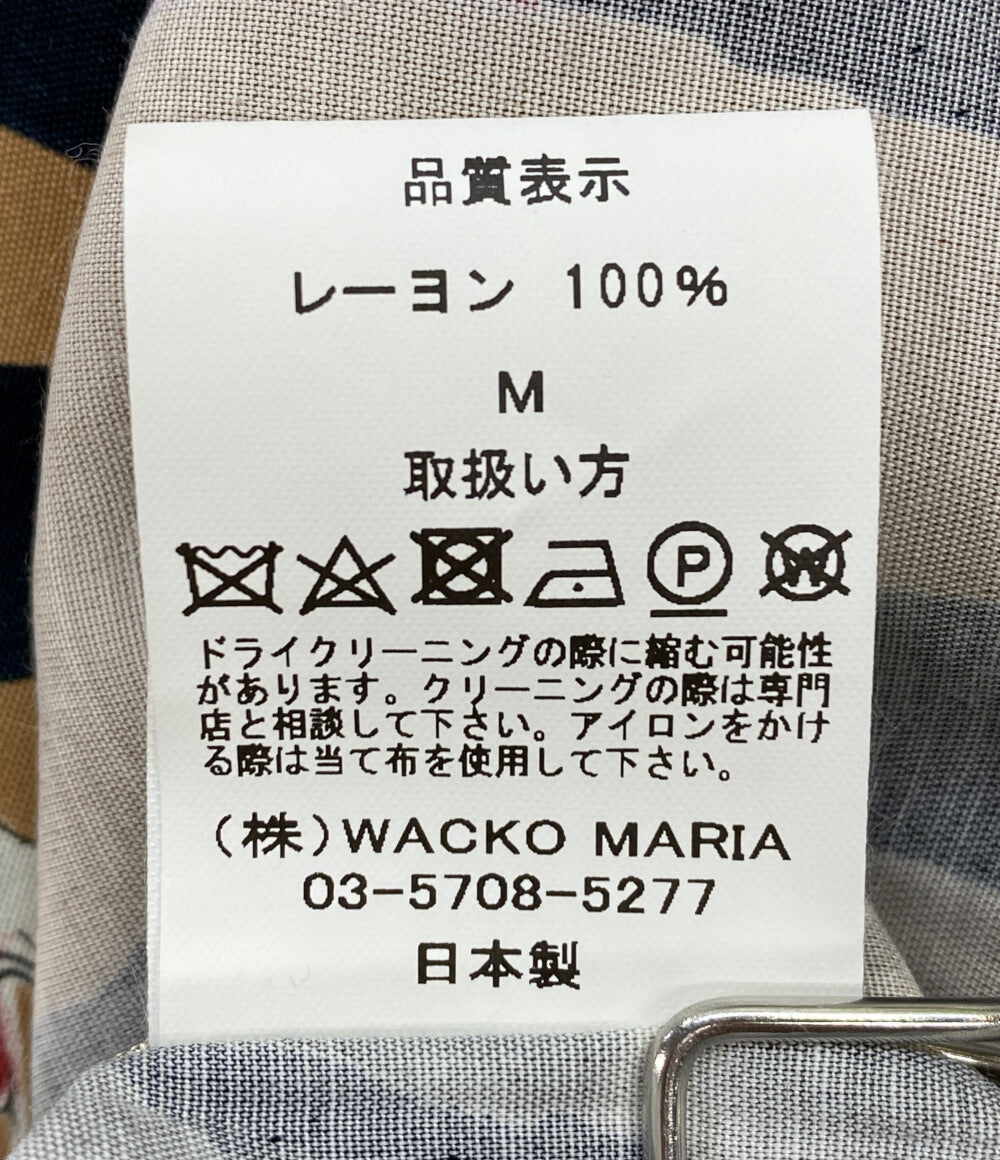 品質表示
レーヨン 100%
M
取扱い方
P W
ドライクリーニングの際に縮む可能性
があります。クリーニングの際は専門
店と相談して下さい。アイロンをかけ
る際は当て布を使用して下さい。
(株)WACKO MARIA
03-5708-5277
日本製